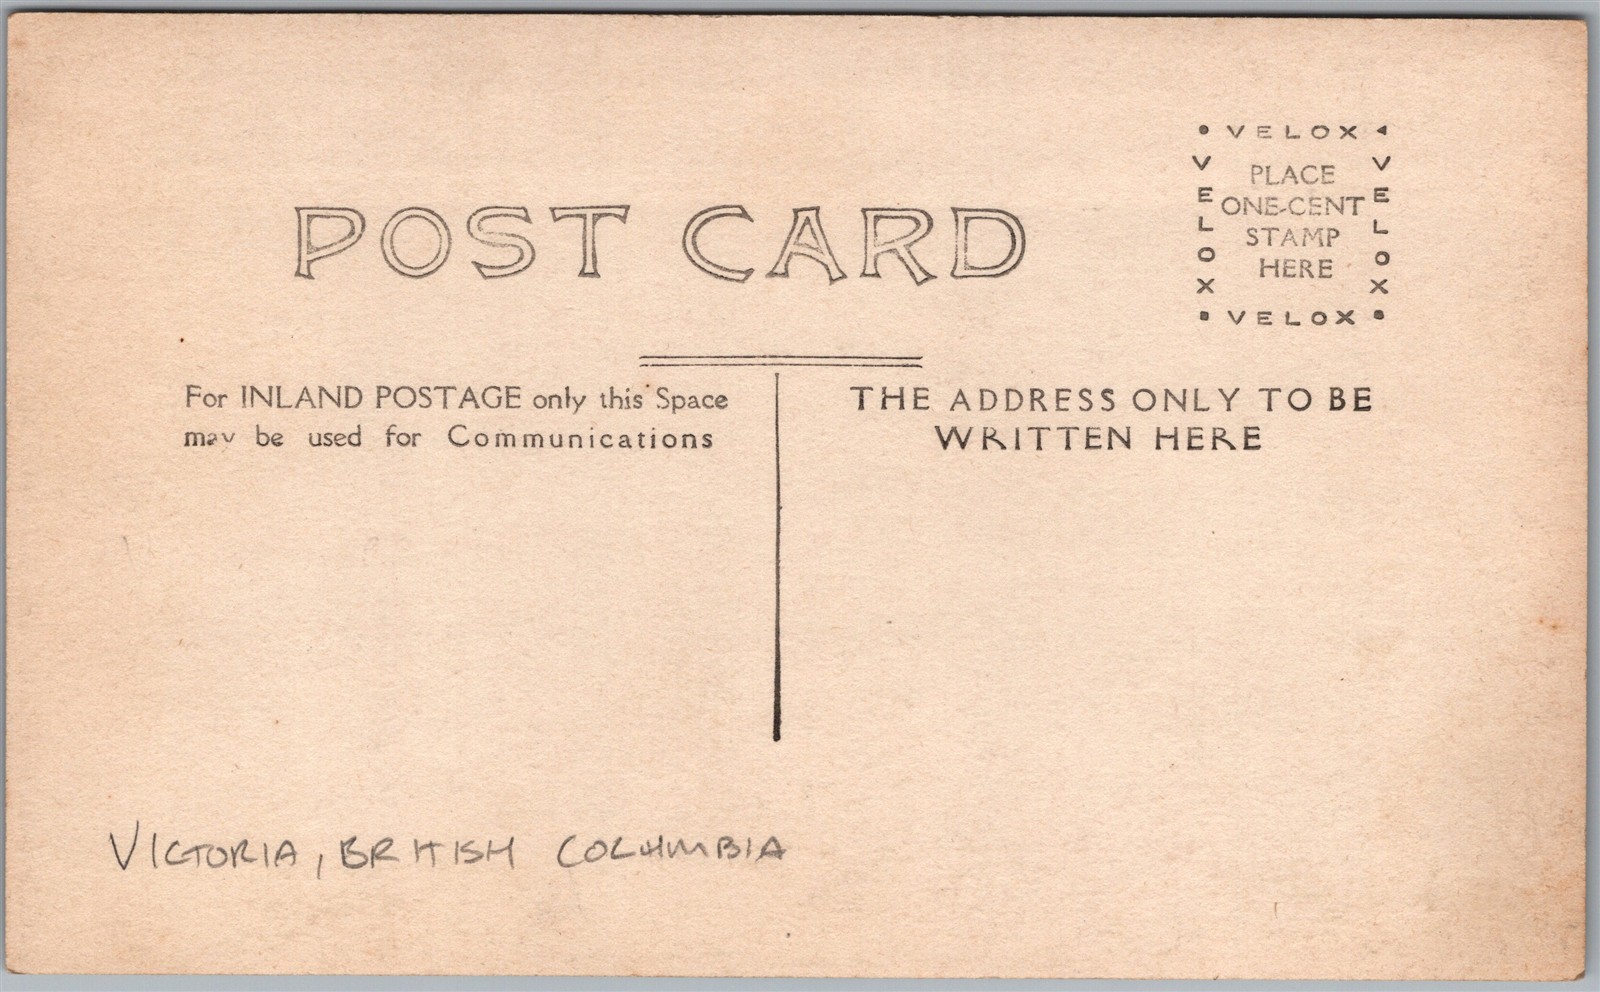 VELOX
VELOX
VELOX
PLACE
ONE-CENT
STAMP
HERE
VELOX
POST CARD
For INLAND POSTAGE only this Space
may be used for Communications
THE ADDRESS ONLY TO BE
WRITTEN HERE
VICTORIA, BRITISH COLUMBIA